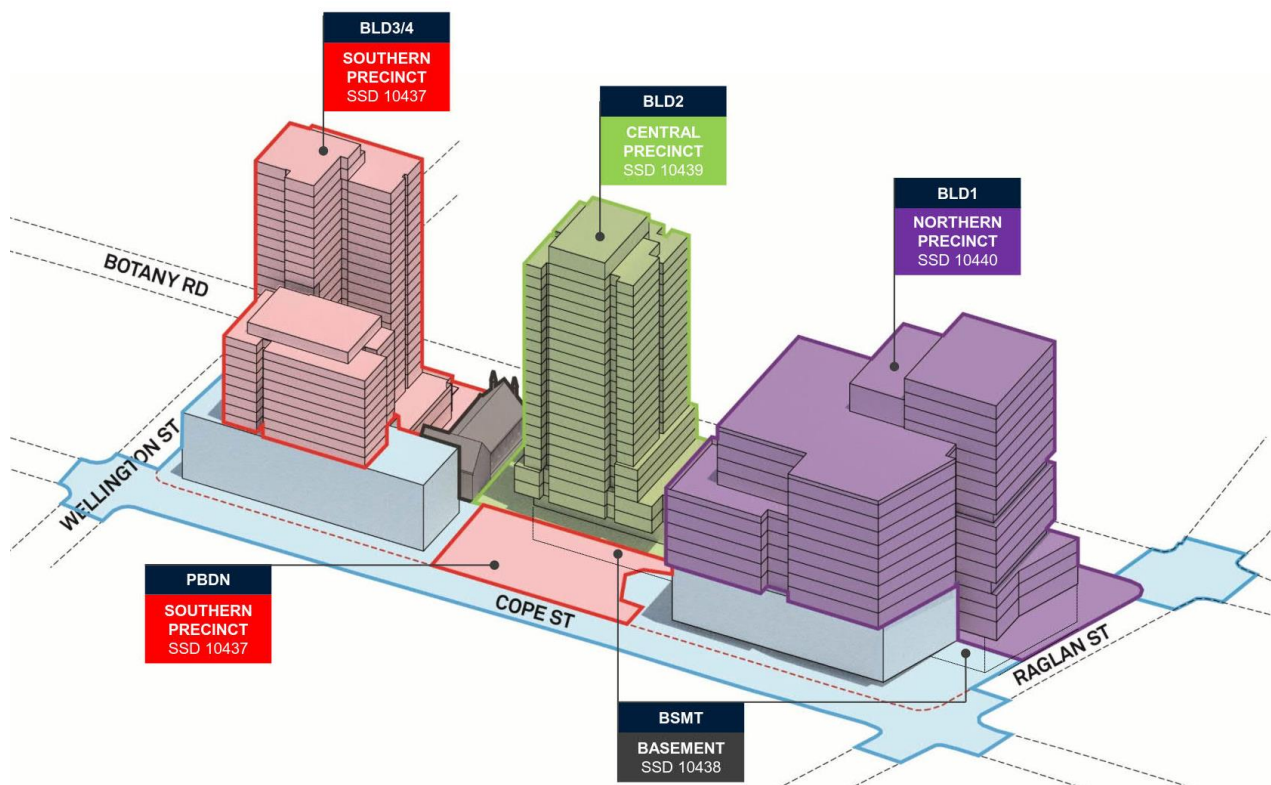 BLD3/4
SOUTHERN
PRECINCT
SSD 10437
BLD2
CENTRAL
PRECINCT
SSD 10439
BLD1
NORTHERN
PRECINCT
SSD 10440
BOTANY RD
WELLINGTON ST
PBDN
SOUTHERN
PRECINCT
SSD 10437
COPE ST
RAGLAN ST
BSMT
BASEMENT
SSD 10438